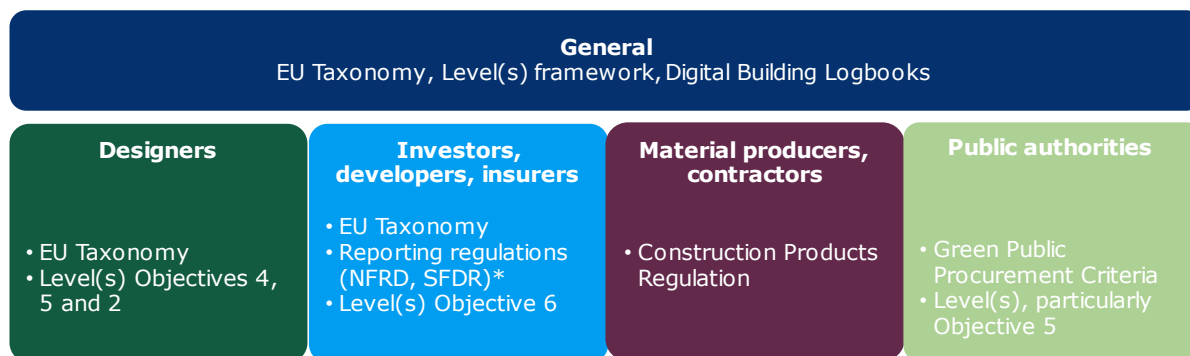 General
EU Taxonomy, Level(s) framework, Digital Building Logbooks
Designers
• EU Taxonomy
• Level(s) Objectives 4,
5 and 2
Investors,
developers, insurers
• EU Taxonomy
• Reporting regulations
(NFRD, SFDR)*
• Level(s) Objective 6
Material producers,
contractors
• Construction Products
Regulation
Public authorities
• Green Public
Procurement Criteria
• Level(s), particularly
Objective 5